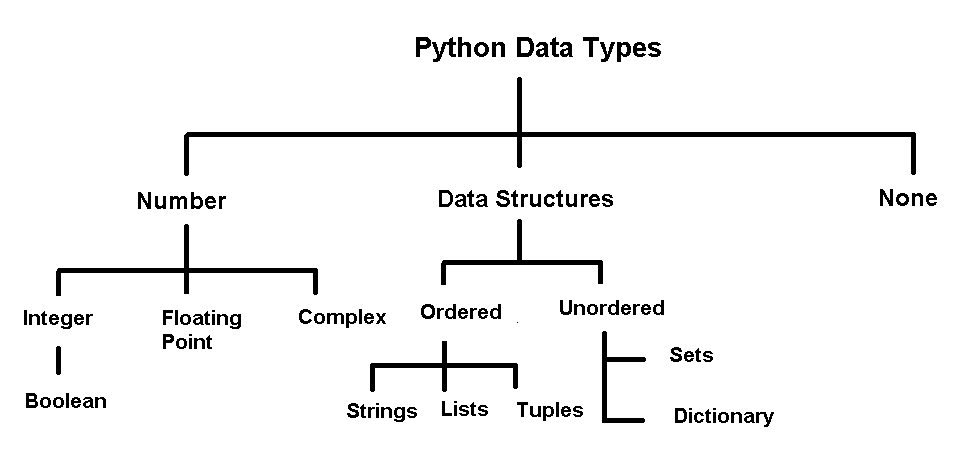 Python Data Types
Number
Data Structures
None
Integer
Floating
Point
Complex
Ordered
Unordered
Boolean
Strings
Lists
Tuples
Sets
Dictionary